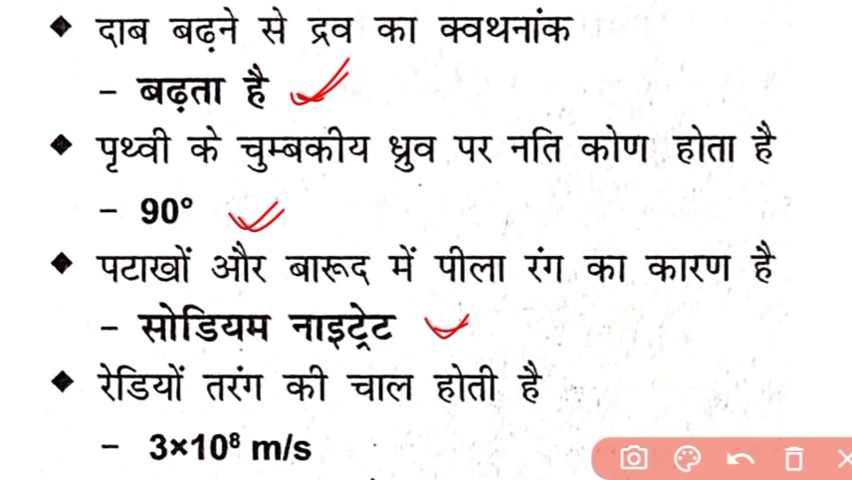 ◆ दाब बढ़ने से द्रव का क्वथनांक
– बढ़ता है
◆ पृथ्वी के चुम्बकीय ध्रुव पर नति कोण होता है
– 90°
◆ पटाखों और बारूद में पीला रंग का कारण है
– सोडियम नाइट्रेट
◆ रेडियों तरंग की चाल होती है
– 3×10⁸ m/s